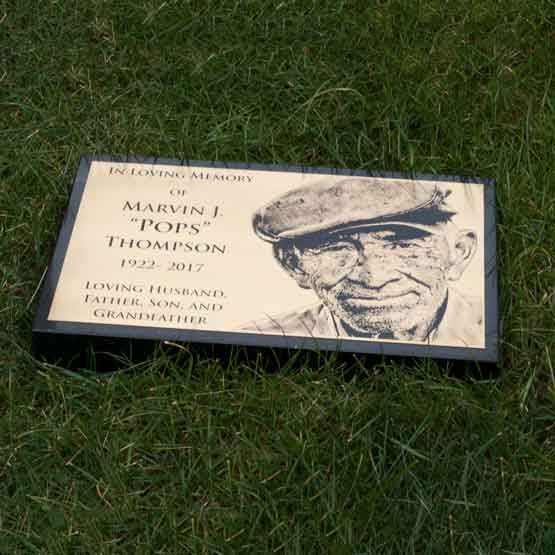 In Loving Memory
of
Marvin J.
"Pops"
Thompson
1922- 2017
Loving Husband,
Father, Son, and
Grandfather